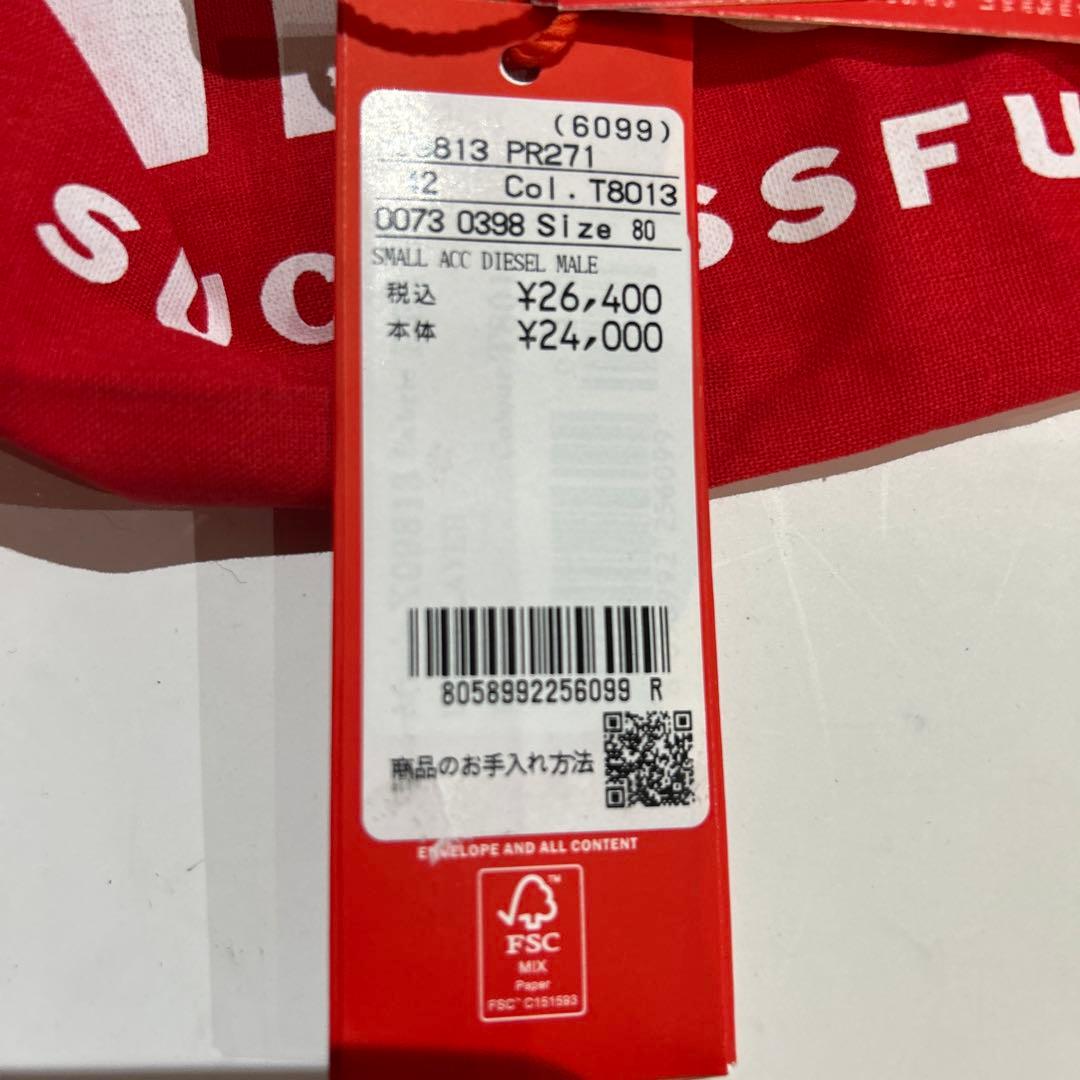 (6099)
813 PR271
42 Col. T8013
0073 0398 Size 80
SMALL ACC DIESEL MALE
税込 ¥26,400
本体 ¥24,000
8058992256099 R
商品のお手入れ方法
ENVELOPE AND ALL CONTENT
FSC
MIX
Paper
FSC™ C151593
SUC SSFU